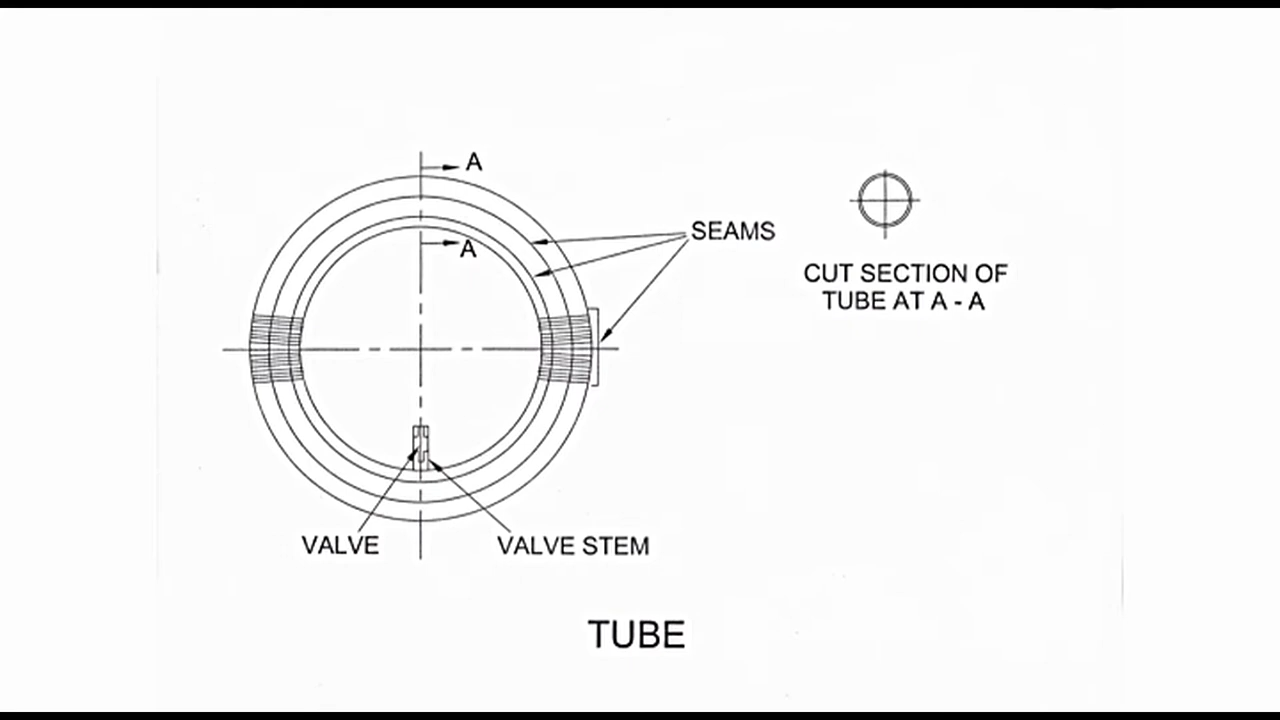 A
A
SEAMS
CUT SECTION OF
TUBE AT A - A
VALVE
VALVE STEM
TUBE